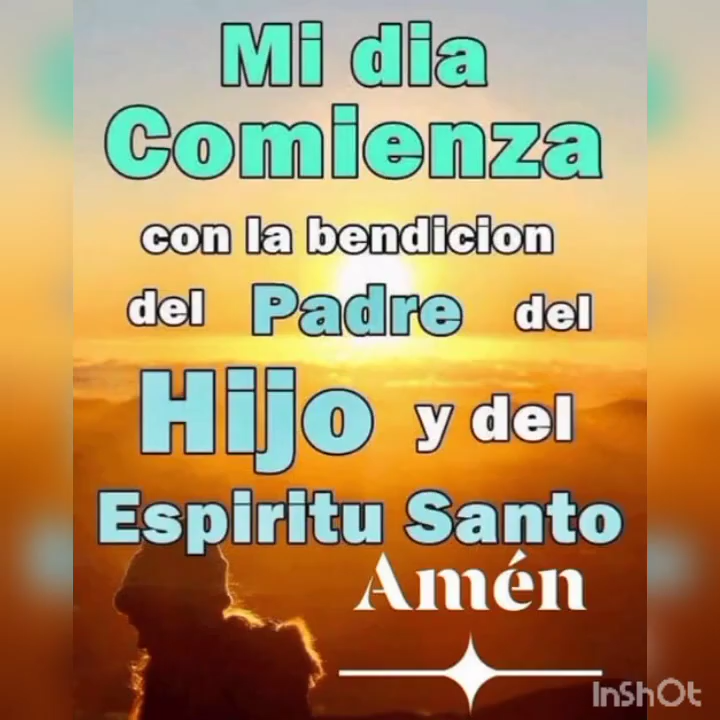 Mi dia
Comienza
con la bendicion
del Padre del
Hijo y del
Espiritu Santo
Amén
InShOt